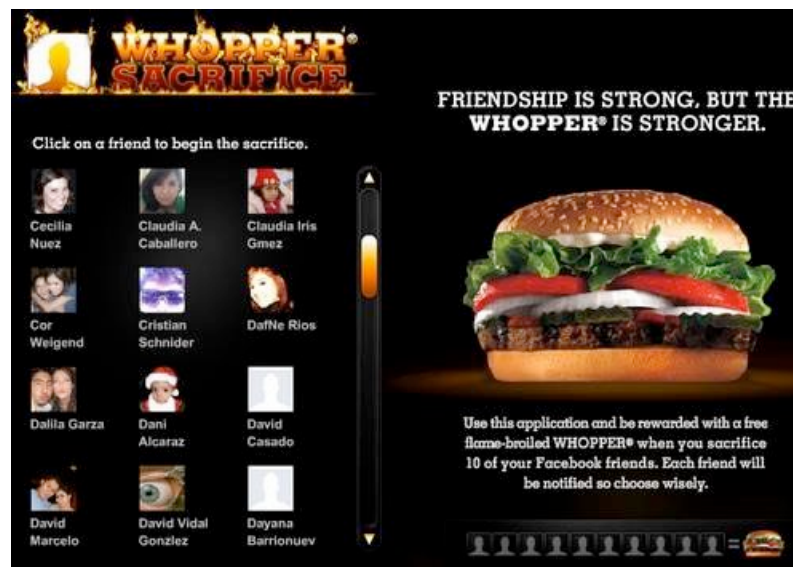 WHOPPER®
SACRIFICE
Click on a friend to begin the sacrifice.
Cecilia
Nuez
Claudia A.
Caballero
Claudia Iris
Gmez
Cor
Weigend
Cristian
Schnider
DafNe Rios
Dalila Garza
Dani
Alcaraz
David
Casado
David
Marcelo
David Vidal
Gonzlez
Dayana
Barrionuev
FRIENDSHIP IS STRONG, BUT THE
WHOPPER® IS STRONGER.
Use this application and be rewarded with a free
flame-broiled WHOPPER® when you sacrifice
10 of your Facebook friends. Each friend will
be notified so choose wisely.
=